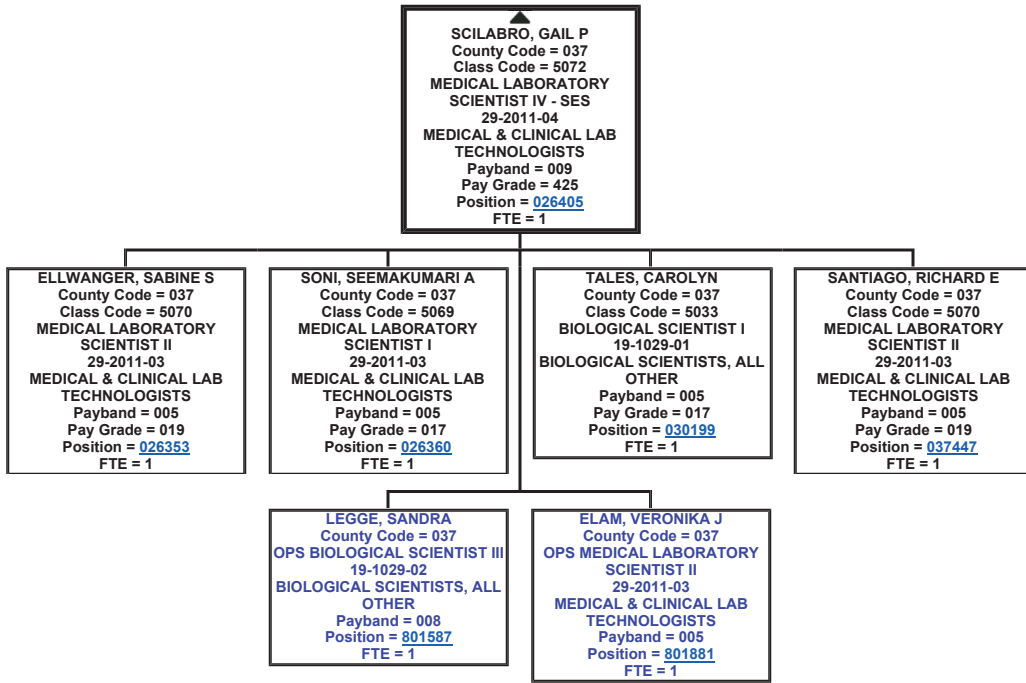 SCILABRO, GAIL P
County Code = 037
Class Code = 5072
MEDICAL LABORATORY
SCIENTIST IV - SES
29-2011-04
MEDICAL & CLINICAL LAB
TECHNOLOGISTS
Payband = 009
Pay Grade = 425
Position = 026405
FTE = 1
ELLWANGER, SABINE S
County Code = 037
Class Code = 5070
MEDICAL LABORATORY
SCIENTIST II
29-2011-03
MEDICAL & CLINICAL LAB
TECHNOLOGISTS
Payband = 005
Pay Grade = 019
Position = 026353
FTE = 1
SONI, SEEMAKUMARI A
County Code = 037
Class Code = 5069
MEDICAL LABORATORY
SCIENTIST I
29-2011-03
MEDICAL & CLINICAL LAB
TECHNOLOGISTS
Payband = 005
Pay Grade = 017
Position = 026360
FTE = 1
TALES, CAROLYN
County Code = 037
Class Code = 5033
BIOLOGICAL SCIENTIST I
19-1029-01
BIOLOGICAL SCIENTISTS, ALL
OTHER
Payband = 005
Pay Grade = 017
Position = 030199
FTE = 1
SANTIAGO, RICHARD E
County Code = 037
Class Code = 5070
MEDICAL LABORATORY
SCIENTIST II
29-2011-03
MEDICAL & CLINICAL LAB
TECHNOLOGISTS
Payband = 005
Pay Grade = 019
Position = 037447
FTE = 1
LEGGE, SANDRA
County Code = 037
OPS BIOLOGICAL SCIENTIST III
19-1029-02
BIOLOGICAL SCIENTISTS, ALL
OTHER
Payband = 008
Position = 801587
FTE = 1
ELAM, VERONIKA J
County Code = 037
OPS MEDICAL LABORATORY
SCIENTIST II
29-2011-03
MEDICAL & CLINICAL LAB
TECHNOLOGISTS
Payband = 005
Position = 801881
FTE = 1